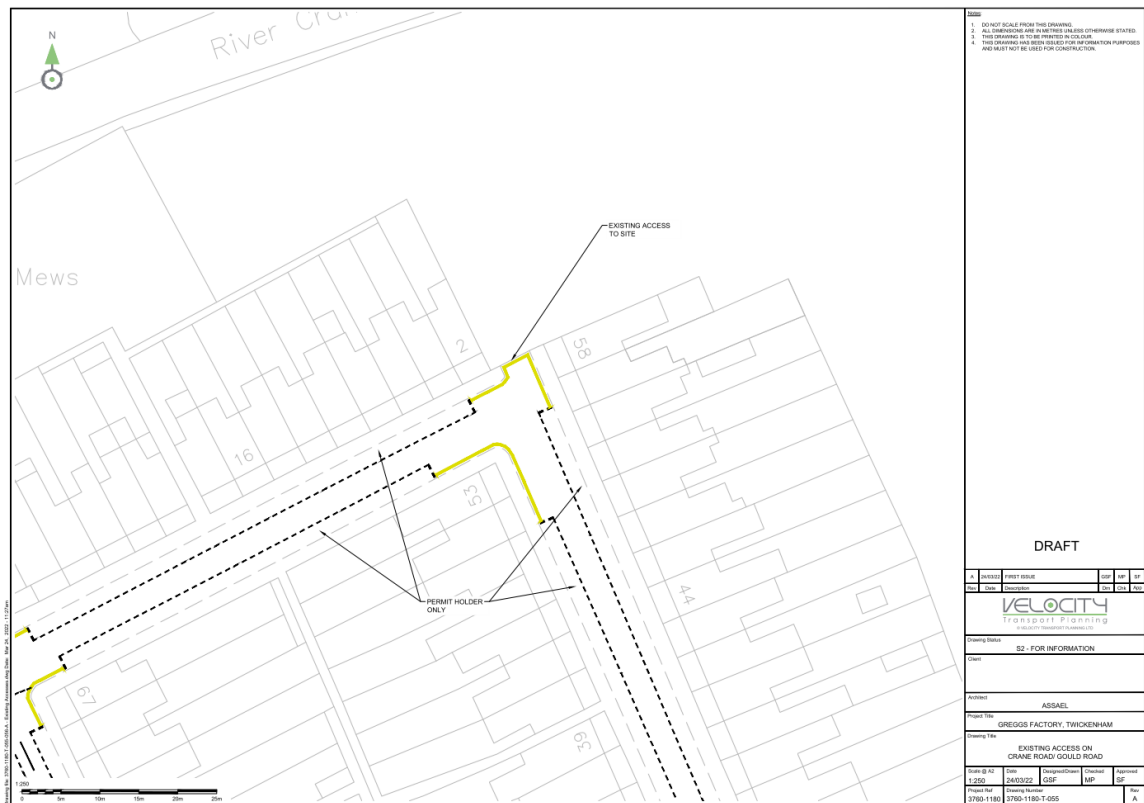 N
River Cra
Mews
2
58
16
53
44
67
39
EXISTING ACCESS
TO SITE
PERMIT HOLDER
ONLY
1:250
0 5m 10m 15m 20m 25m
Notes:
1. DO NOT SCALE FROM THIS DRAWING.
2. ALL DIMENSIONS ARE IN METRES UNLESS OTHERWISE STATED.
3. THIS DRAWING IS TO BE PRINTED IN COLOUR.
4. THIS DRAWING HAS BEEN ISSUED FOR INFORMATION PURPOSES
AND MUST NOT BE USED FOR CONSTRUCTION.
DRAFT
A 24/03/22 FIRST ISSUE GSF MP SF
Rev Date Description Drn Chk App
VELOCITY
Transport Planning
© VELOCITY TRANSPORT PLANNING LTD
Drawing Status
S2 - FOR INFORMATION
Client
Architect
ASSAEL
Project Title
GREGGS FACTORY, TWICKENHAM
Drawing Title
EXISTING ACCESS ON
CRANE ROAD/ GOULD ROAD
Scale @ A2 Date Designed/Drawn Checked Approved
1:250 24/03/22 GSF MP SF
Project Ref Drawing Number Rev
3760-1180 3760-1180-T-055 A